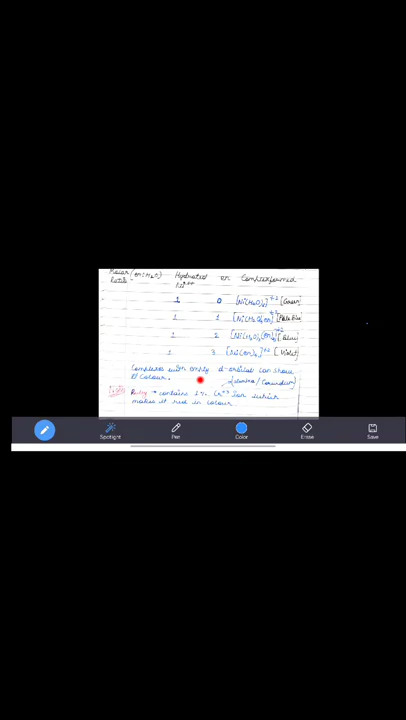 Molar (en:H₂O) Hydrated en Complex formed
Ratio Ni⁺⁺
1 0 [Ni(H₂O)₆]⁺² [Green]
1 1 [Ni(H₂O)₄en]⁺² [Pale Blue]
1 2 [Ni(H₂O)₂(en)₂]⁺² [Blue]
1 3 [Ni(en)₃]⁺² [Violet]
Complexes with empty d-orbital can show
colour.
(alumina/Corundum)
Ruby → contains 1% Cr⁺³ ion which
makes it red in colour
Spotlight Pen Color Erase Save